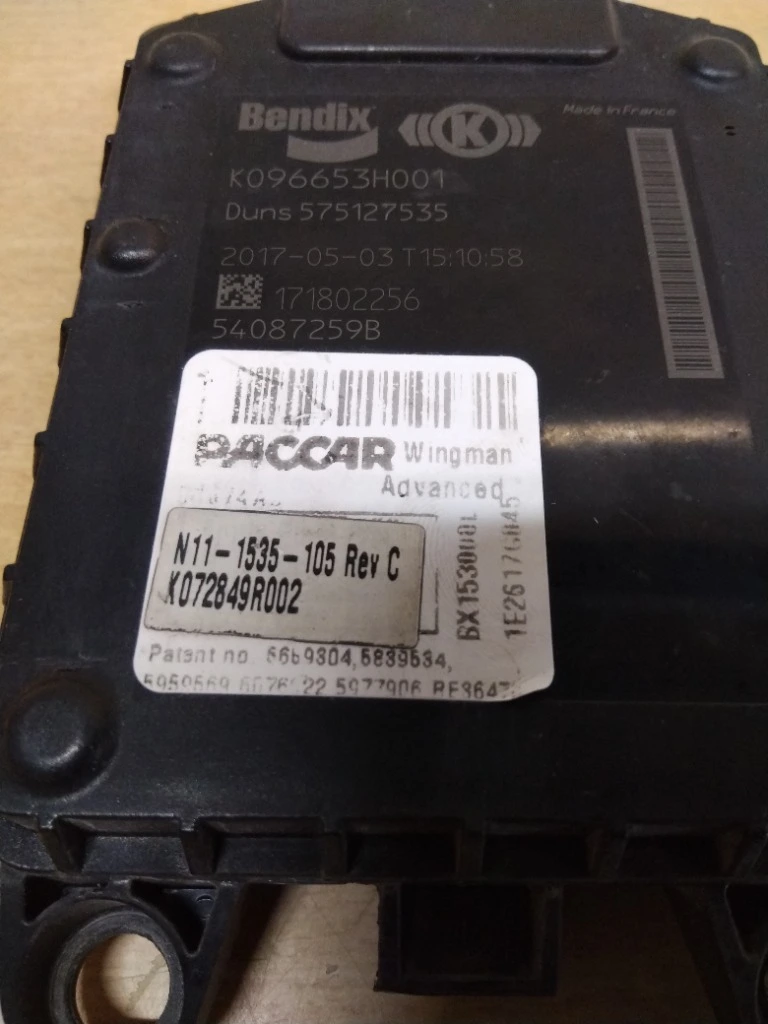 Bendix K
Made in France
K096653H001
Duns 575127535
2017-05-03 T15:10:58
171802256
54087259B
PACCAR Wingman
Advanced
N11-1535-105 Rev C
K072849R002
Patent no. 5839534,